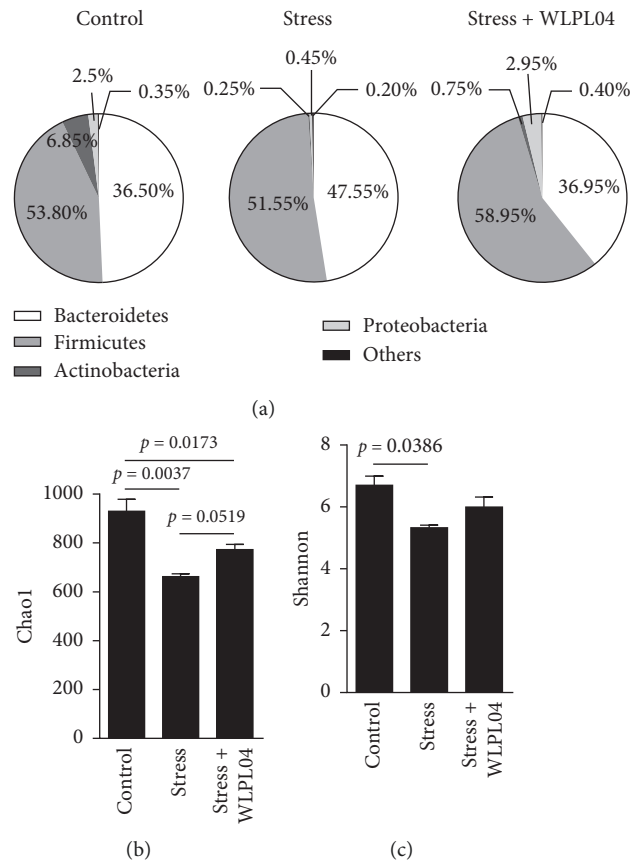 Control
Stress
Stress + WLPL04
2.5%
0.35%
6.85%
53.80%
36.50%
0.45%
0.25%
0.20%
51.55%
47.55%
2.95%
0.75%
0.40%
58.95%
36.95%
Bacteroidetes
Firmicutes
Actinobacteria
Proteobacteria
Others
(a)
p = 0.0173
p = 0.0037
p = 0.0519
1000
800
600
400
200
0
Chao1
Control
Stress
Stress +
WLPL04
(b)
p = 0.0386
8
6
4
2
0
Shannon
Control
Stress
Stress +
WLPL04
(c)